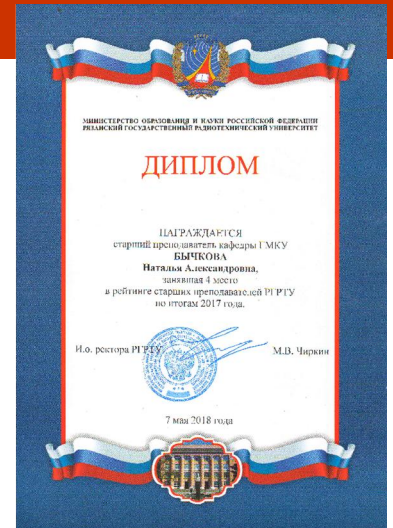 МИНИСТЕРСТВО ОБРАЗОВАНИЯ И НАУКИ РОССИЙСКОЙ ФЕДЕРАЦИИ
РЯЗАНСКИЙ ГОСУДАРСТВЕННЫЙ РАДИОТЕХНИЧЕСКИЙ УНИВЕРСИТЕТ
ДИПЛОМ
НАГРАЖДАЕТСЯ
старший преподаватель кафедры ГМКУ
БЫЧКОВА
Наталья Александровна,
занявшая 4 место
в рейтинге старших преподавателей РГРТУ
по итогам 2017 года.
И.о. ректора РГРТУ
М.В. Чиркин
7 мая 2018 года